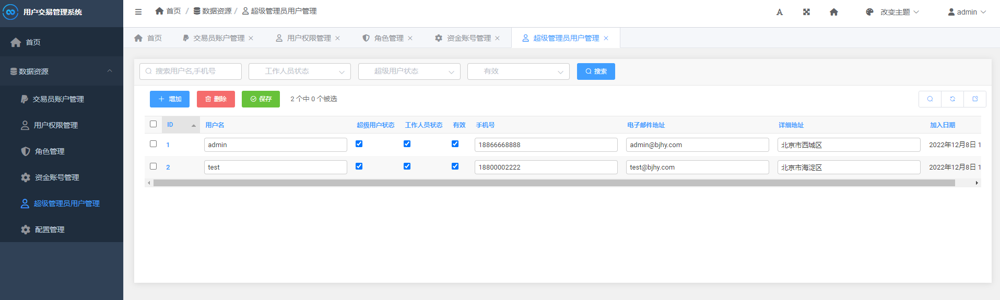 用户交易管理系统
首页 / 数据资源 / 超级管理员用户管理
改变主题
admin
首页
交易员账户管理
用户权限管理
角色管理
资金账号管理
超级管理员用户管理
首页
数据资源
交易员账户管理
用户权限管理
角色管理
资金账号管理
超级管理员用户管理
配置管理
搜索用户名,手机号
工作人员状态
超级用户状态
有效
搜索
增加
删除
保存
2 个中 0 个被选
ID 用户名 超级用户状态 工作人员状态 有效 手机号 电子邮件地址 详细地址 加入日期
1 admin 18866668888 admin@bjhy.com 北京市西城区 2022年12月8日 1
2 test 18800002222 test@bjhy.com 北京市海淀区 2022年12月8日 1